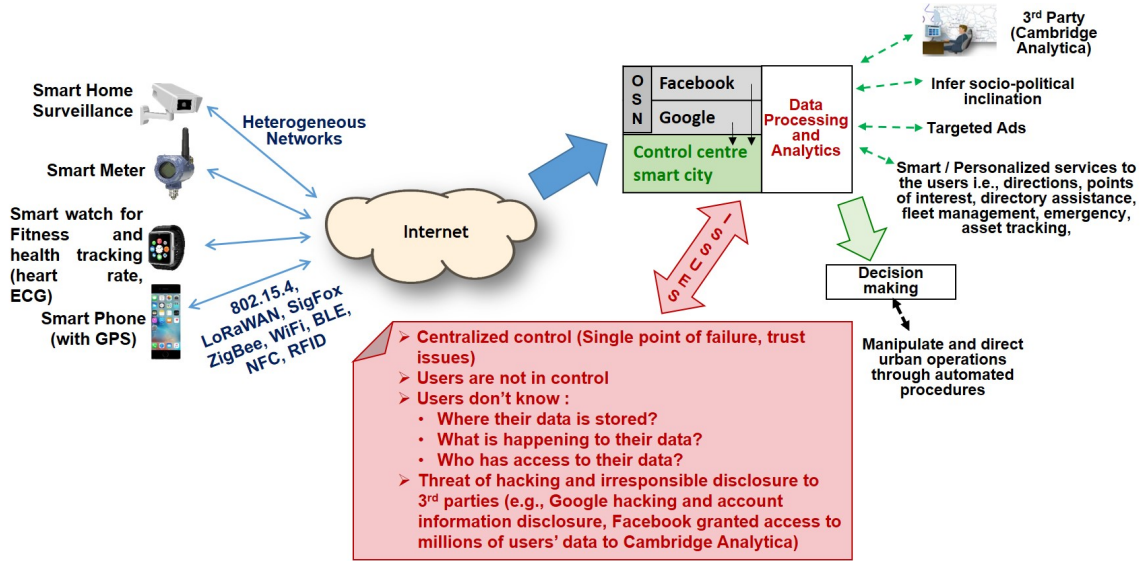 Smart Home
Surveillance
Smart Meter
Smart watch for
Fitness and
health tracking
(heart rate,
ECG)
Smart Phone
(with GPS)
Heterogeneous
Networks
802.15.4,
LoRaWAN, SigFox
ZigBee, WiFi, BLE,
NFC, RFID
Internet
O
S
N
Facebook
Google
Control centre
smart city
Data
Processing
and
Analytics
3rd Party
(Cambridge
Analytica)
Infer socio-political
inclination
Targeted Ads
Smart / Personalized services to
the users i.e., directions, points
of interest, directory assistance,
fleet management, emergency,
asset tracking,
Decision
making
Manipulate and direct
urban operations
through automated
procedures
ISSUES
➢ Centralized control (Single point of failure, trust
issues)
➢ Users are not in control
➢ Users don't know :
• Where their data is stored?
• What is happening to their data?
• Who has access to their data?
➢ Threat of hacking and irresponsible disclosure to
3rd parties (e.g., Google hacking and account
information disclosure, Facebook granted access to
millions of users' data to Cambridge Analytica)